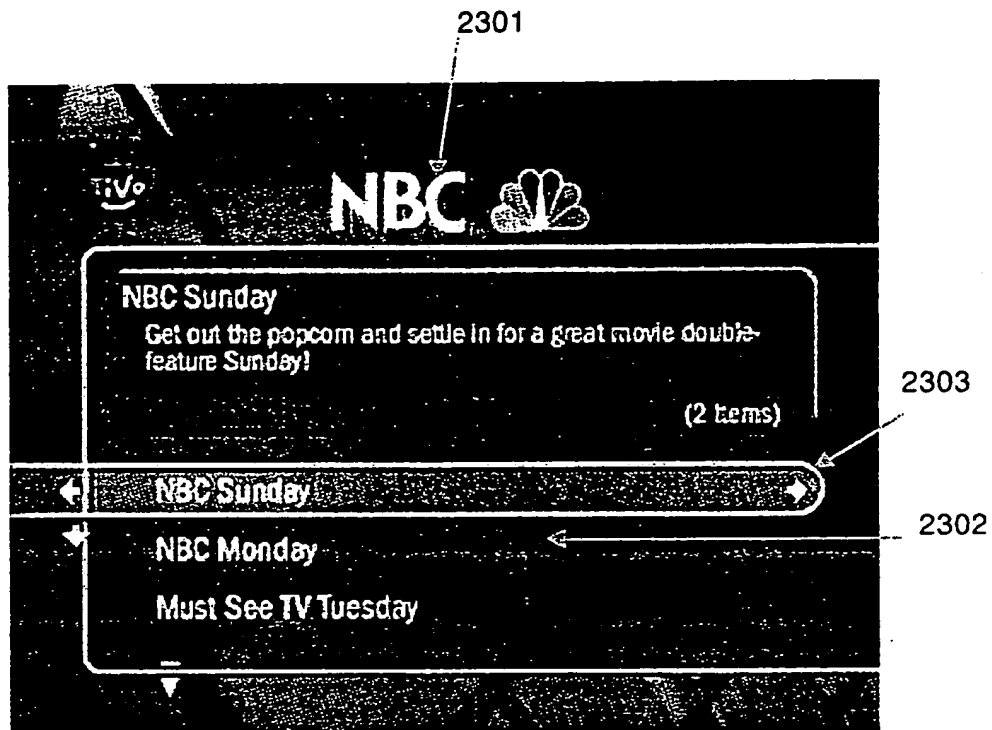 2301
TiVo
NBC
NBC Sunday
Get out the popcorn and settle in for a great movie double-
feature Sunday!
2303
(2 items)
NBC Sunday
2302
NBC Monday
Must See TV Tuesday